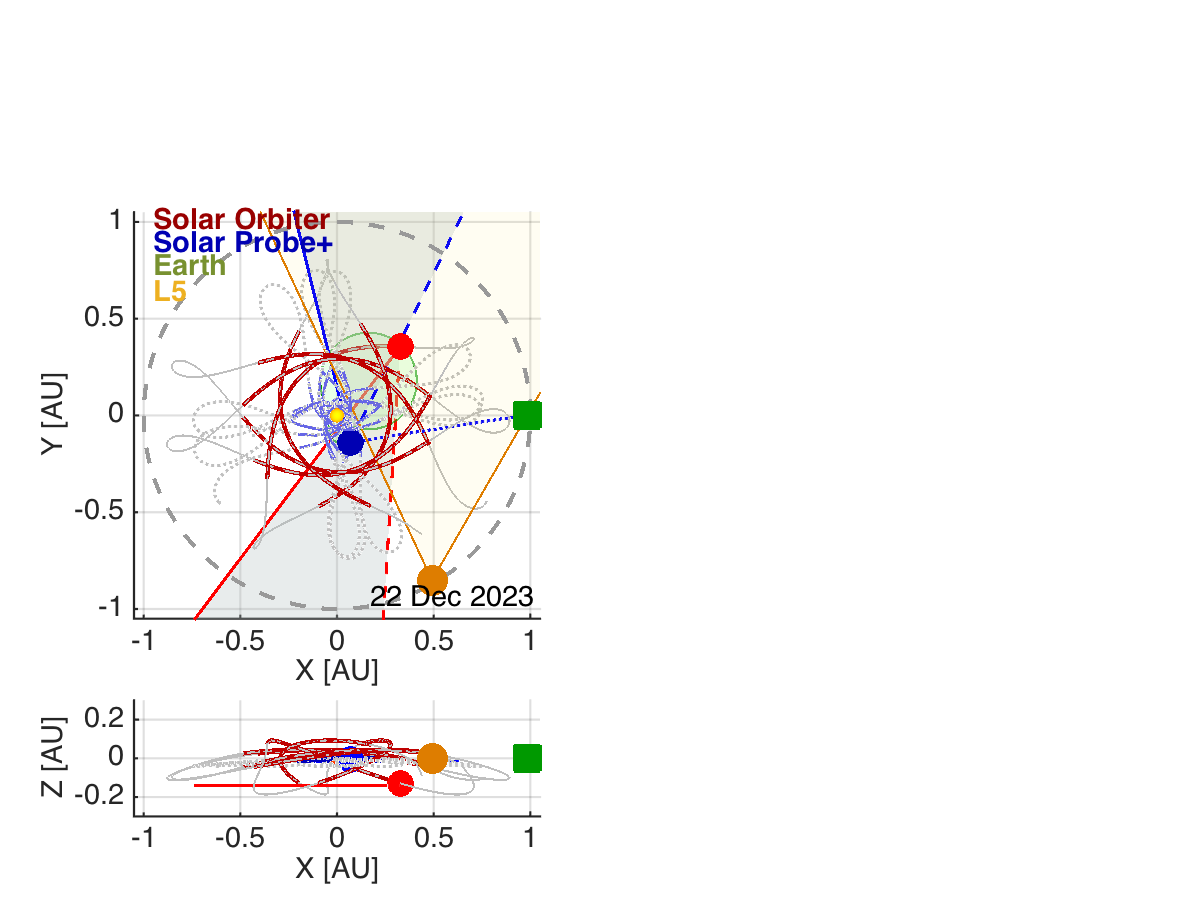 Solar Orbiter
Solar Probe+
Earth
L5
1
0.5
0
-0.5
-1
Y [AU]
22 Dec 2023
-1 -0.5 0 0.5 1
X [AU]
0.2
0
-0.2
Z [AU]
-1 -0.5 0 0.5 1
X [AU]